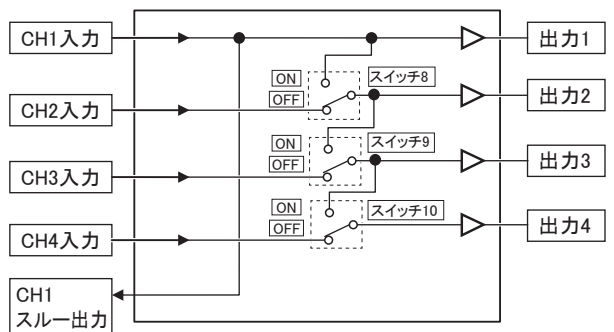 CH1入力
出力1
ON
スイッチ8
OFF
CH2入力
出力2
ON
スイッチ9
OFF
CH3入力
出力3
ON
スイッチ10
OFF
CH4入力
出力4
CH1
スルー出力